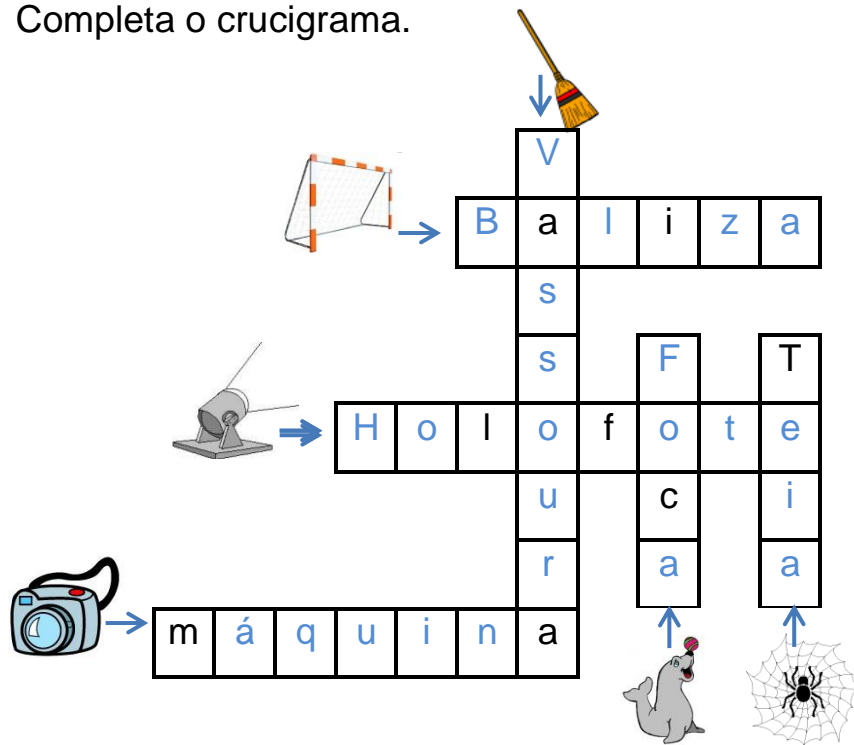 Completa o crucigrama.
V
B a l i z a
s
s F T
H o l o f o t e
u c i
r a a
m á q u i n a